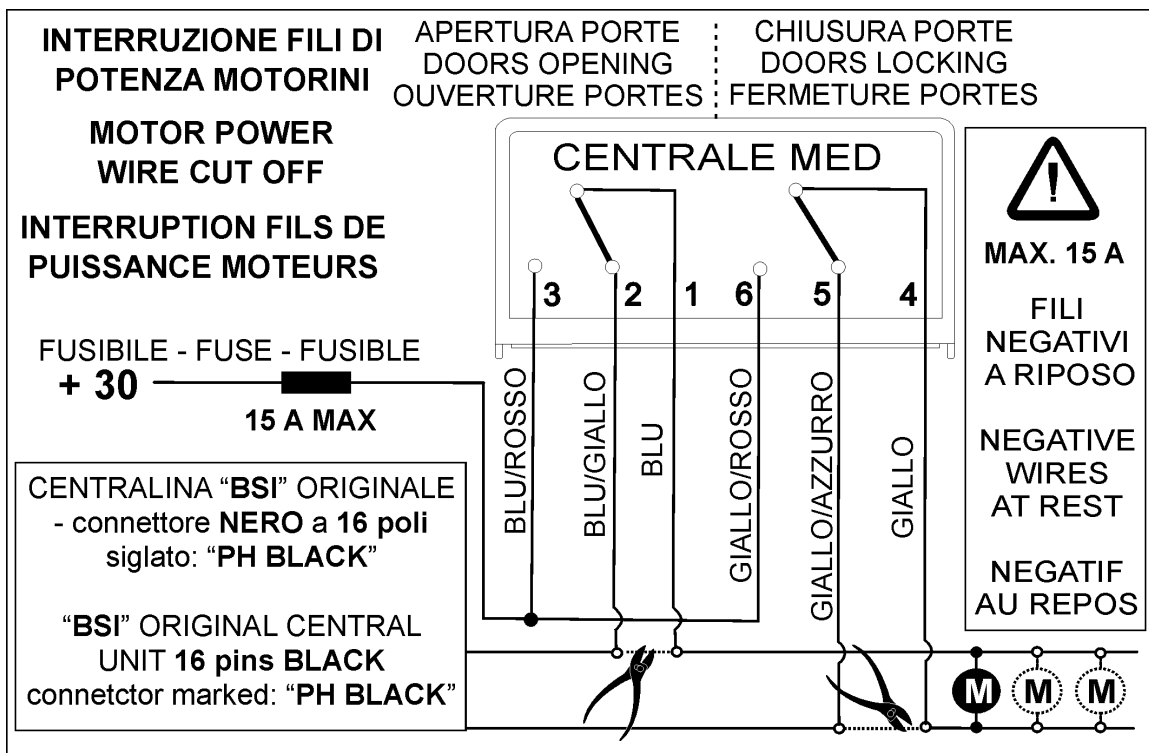 INTERRUZIONE FILI DI
POTENZA MOTORINI
MOTOR POWER
WIRE CUT OFF
INTERRUPTION FILS DE
PUISSANCE MOTEURS
APERTURA PORTE
DOORS OPENING
OUVERTURE PORTES
CHIUSURA PORTE
DOORS LOCKING
FERMETURE PORTES
CENTRALE MED
3 2 1 6 5 4
FUSIBILE - FUSE - FUSIBLE
+ 30
15 A MAX
BLU/ROSSO
BLU/GIALLO
BLU
GIALLO/ROSSO
GIALLO/AZZURRO
GIALLO
!
MAX. 15 A
FILI
NEGATIVI
A RIPOSO
NEGATIVE
WIRES
AT REST
NEGATIF
AU REPOS
CENTRALINA “BSI” ORIGINALE
- connettore NERO a 16 poli
siglato: “PH BLACK”
“BSI” ORIGINAL CENTRAL
UNIT 16 pins BLACK
connetctor marked: “PH BLACK”
M M M